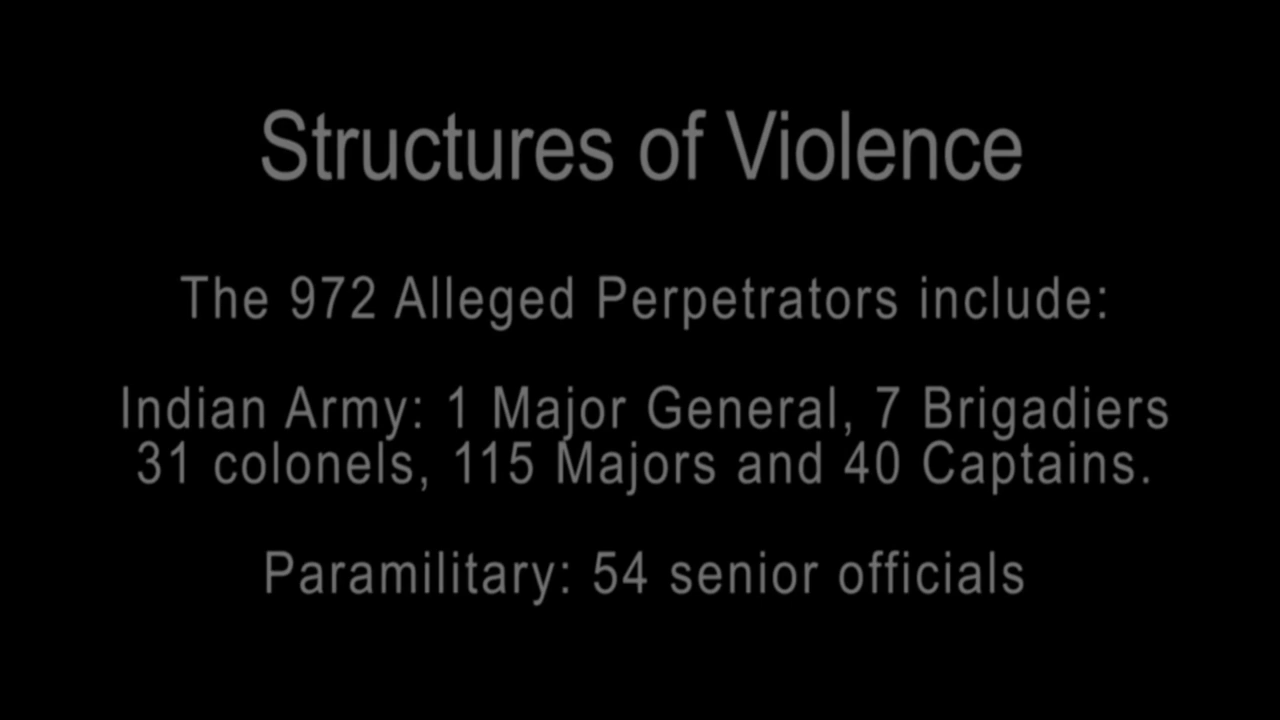 Structures of Violence
The 972 Alleged Perpetrators include:
Indian Army: 1 Major General, 7 Brigadiers
31 colonels, 115 Majors and 40 Captains.
Paramilitary: 54 senior officials